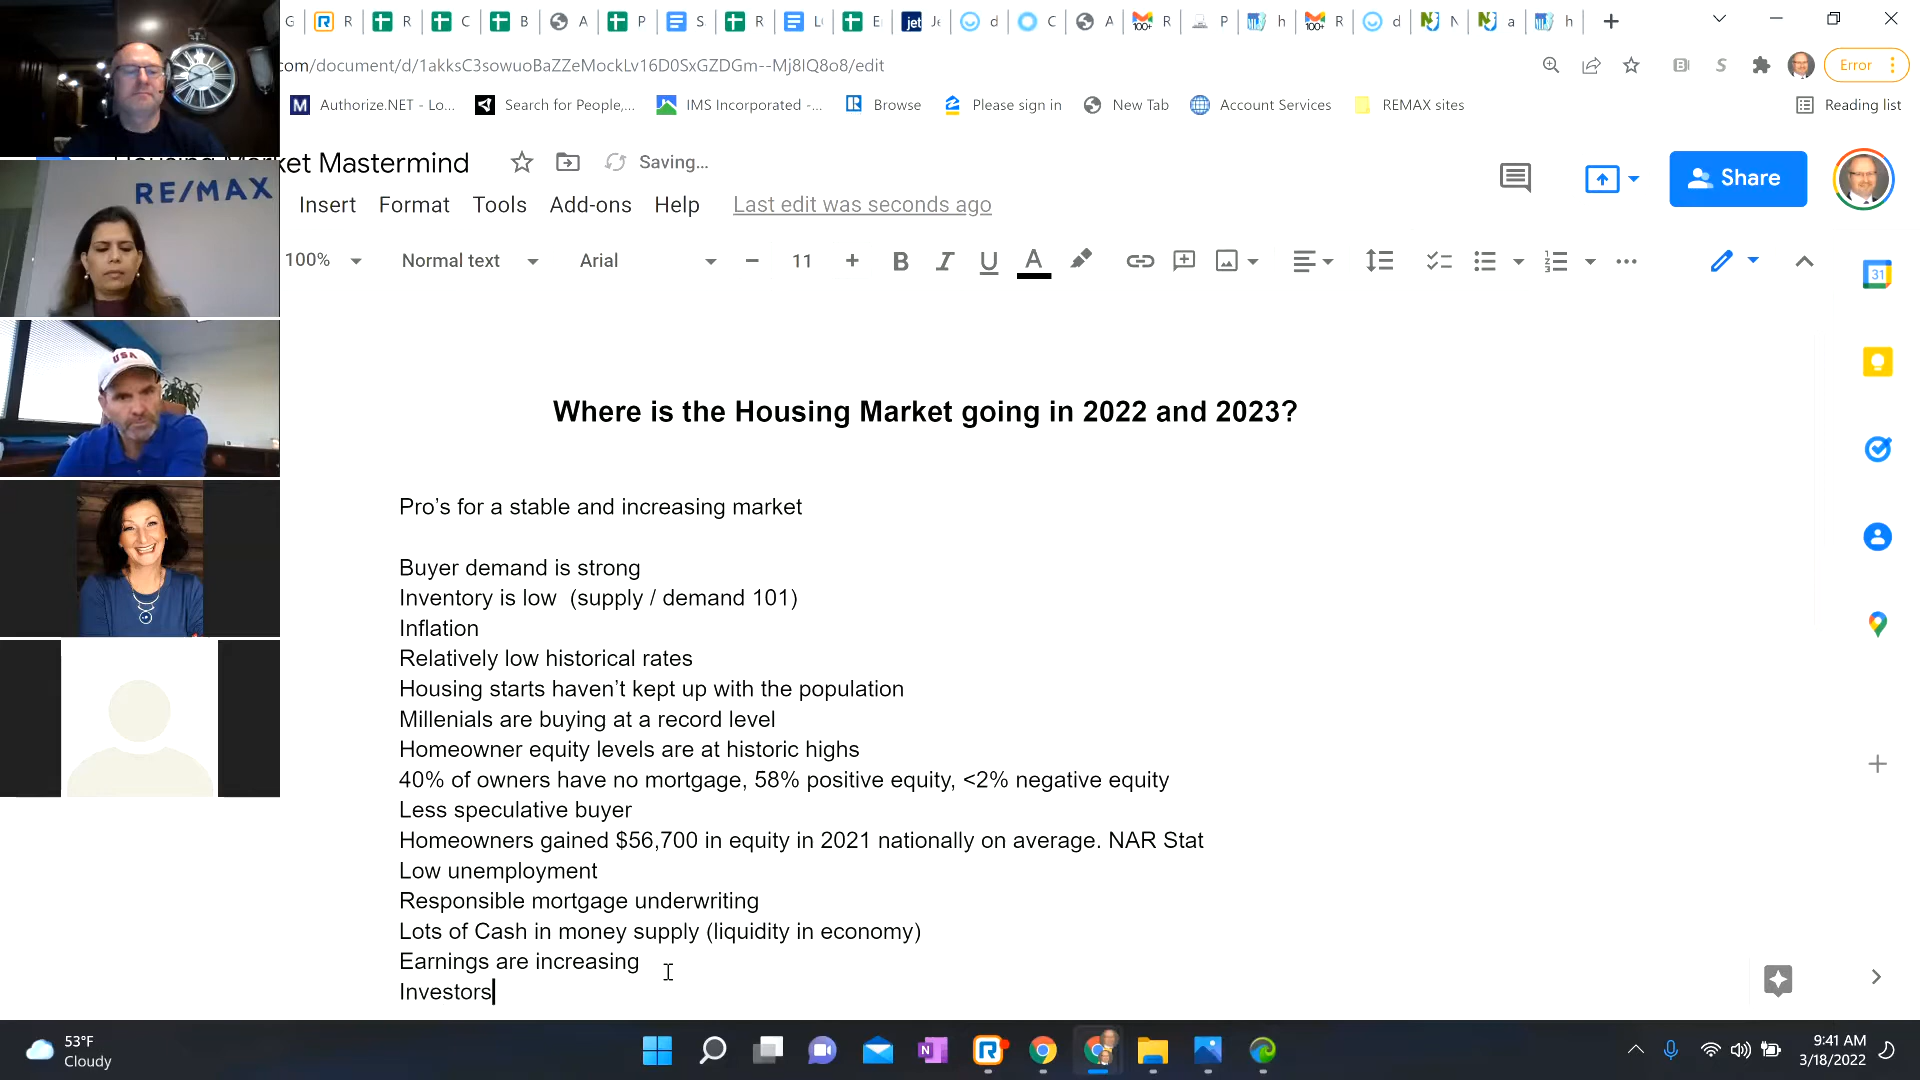 G R R C B A P S R L E jet Je d C A R P h R d N a h
com/document/d/1akksC3sowuoBaZZeMockLv16D0SxGZDGm--Mj8IQ8o8/edit
Error
Authorize.NET - Lo... Search for People,... IMS Incorporated -... Browse Please sign in New Tab Account Services REMAX sites Reading list
ket Mastermind Saving...
Share
Insert Format Tools Add-ons Help Last edit was seconds ago
100% Normal text Arial 11
RE/MAX
USA
31
Where is the Housing Market going in 2022 and 2023?
Pro's for a stable and increasing market
Buyer demand is strong
Inventory is low (supply / demand 101)
Inflation
Relatively low historical rates
Housing starts haven't kept up with the population
Millenials are buying at a record level
Homeowner equity levels are at historic highs
40% of owners have no mortgage, 58% positive equity, <2% negative equity
Less speculative buyer
Homeowners gained $56,700 in equity in 2021 nationally on average. NAR Stat
Low unemployment
Responsible mortgage underwriting
Lots of Cash in money supply (liquidity in economy)
Earnings are increasing
Investors
53°F
Cloudy
9:41 AM
3/18/2022